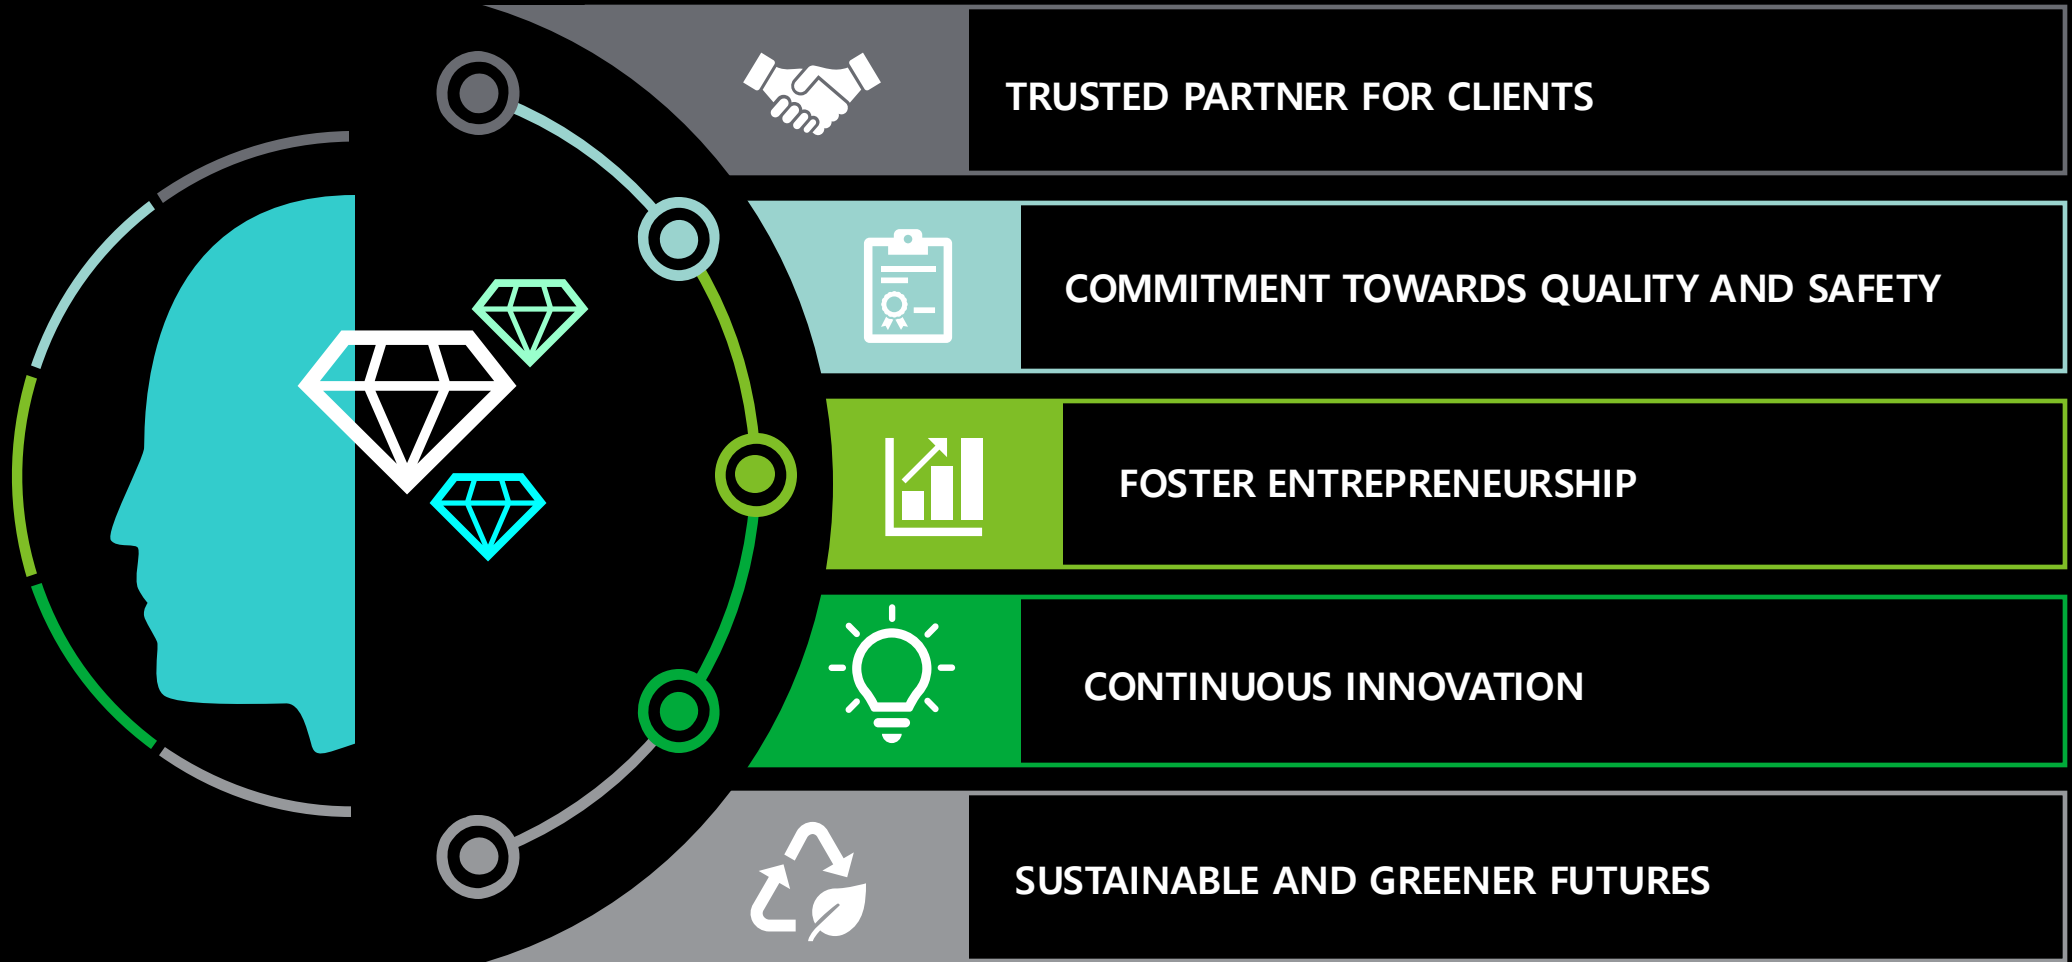 TRUSTED PARTNER FOR CLIENTS
COMMITMENT TOWARDS QUALITY AND SAFETY
FOSTER ENTREPRENEURSHIP
CONTINUOUS INNOVATION
SUSTAINABLE AND GREENER FUTURES